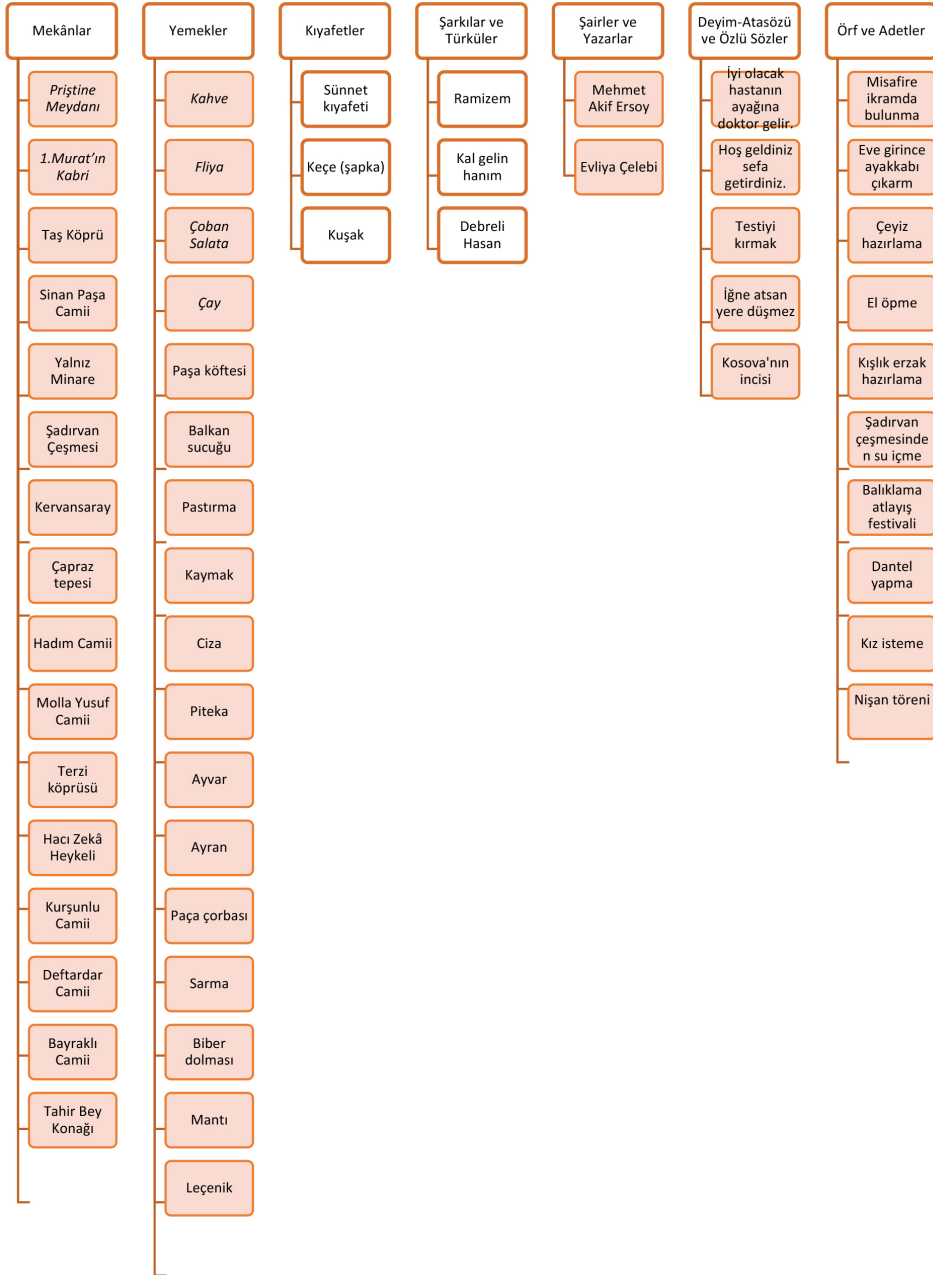 Mekânlar
Priştine
Meydanı
1.Murat’ın
Kabri
Taş Köprü
Sinan Paşa
Camii
Yalnız
Minare
Şadırvan
Çeşmesi
Kervansaray
Çapraz
tepesi
Hadım Camii
Molla Yusuf
Camii
Terzi
köprüsü
Hacı Zekâ
Heykeli
Kurşunlu
Camii
Deftardar
Camii
Bayraklı
Camii
Tahir Bey
Konağı
Yemekler
Kahve
Fliya
Çoban
Salata
Çay
Paşa köftesi
Balkan
sucuğu
Pastırma
Kaymak
Ciza
Piteka
Ayvar
Ayran
Paça çorbası
Sarma
Biber
dolması
Mantı
Leçenik
Kıyafetler
Sünnet
kıyafeti
Keçe (şapka)
Kuşak
Şarkılar ve
Türküler
Ramizem
Kal gelin
hanım
Debreli
Hasan
Şairler ve
Yazarlar
Mehmet
Akif Ersoy
Evliya Çelebi
Deyim-Atasözü
ve Özlü Sözler
İyi olacak
hastanın
ayağına
doktor gelir.
Hoş geldiniz
sefa
getirdiniz.
Testiyi
kırmak
İğne atsan
yere düşmez
Kosova'nın
incisi
Örf ve Adetler
Misafire
ikramda
bulunma
Eve girince
ayakkabı
çıkarm
Çeyiz
hazırlama
El öpme
Kışlık erzak
hazırlama
Şadırvan
çeşmesinde
n su içme
Balıklama
atlayış
festivali
Dantel
yapma
Kız isteme
Nişan töreni